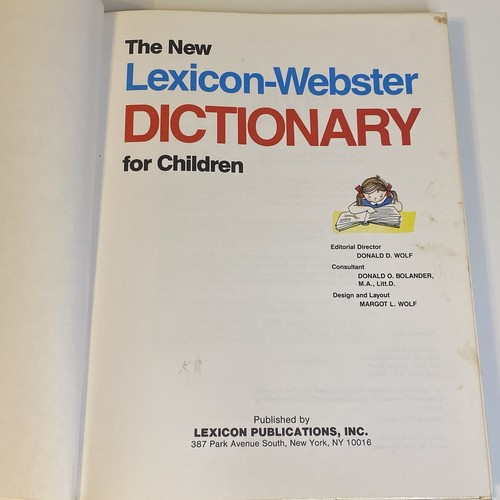 The New
Lexicon-Webster
DICTIONARY
for Children
Editorial Director
DONALD D. WOLF
Consultant
DONALD O. BOLANDER,
M.A., Litt.D.
Design and Layout
MARGOT L. WOLF
Published by
LEXICON PUBLICATIONS, INC.
387 Park Avenue South, New York, NY 10016